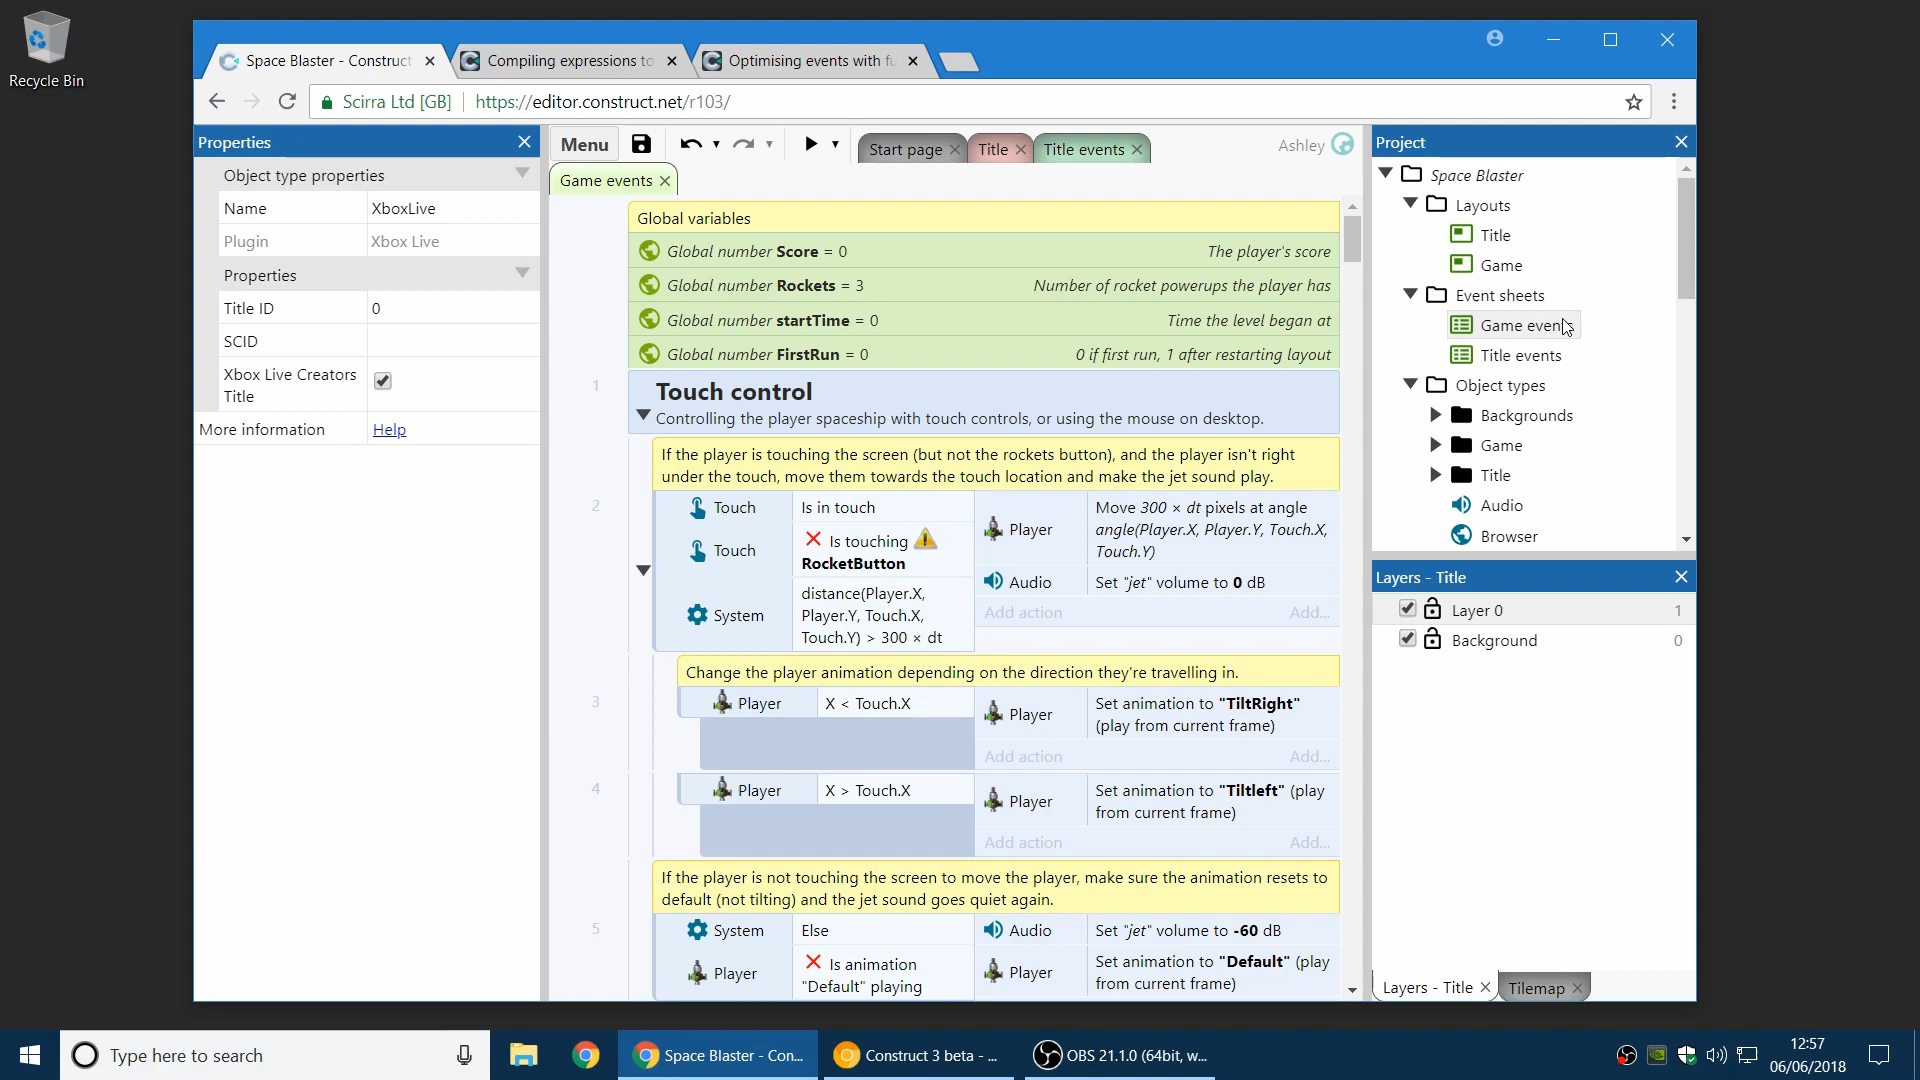 Recycle Bin
Space Blaster - Construct
Compiling expressions to
Optimising events with fu
Scirra Ltd [GB]
https://editor.construct.net/r103/
Properties
Object type properties
Name XboxLive
Plugin Xbox Live
Properties
Title ID 0
SCID
Xbox Live Creators
Title
More information Help
Menu
Start page
Title
Title events
Ashley
Game events
Global variables
Global number Score = 0 The player's score
Global number Rockets = 3 Number of rocket powerups the player has
Global number startTime = 0 Time the level began at
Global number FirstRun = 0 0 if first run, 1 after restarting layout
1
Touch control
Controlling the player spaceship with touch controls, or using the mouse on desktop.
If the player is touching the screen (but not the rockets button), and the player isn't right
under the touch, move them towards the touch location and make the jet sound play.
2
Touch Is in touch
Touch Is touching
RocketButton
System distance(Player.X,
Player.Y, Touch.X,
Touch.Y) > 300 × dt
Player Move 300 × dt pixels at angle
angle(Player.X, Player.Y, Touch.X,
Touch.Y)
Audio Set "jet" volume to 0 dB
Add action Add...
Change the player animation depending on the direction they're travelling in.
3
Player X < Touch.X
Player Set animation to "TiltRight"
(play from current frame)
Add action Add...
4
Player X > Touch.X
Player Set animation to "Tiltleft" (play
from current frame)
Add action Add...
If the player is not touching the screen to move the player, make sure the animation resets to
default (not tilting) and the jet sound goes quiet again.
5
System Else
Player Is animation
"Default" playing
Audio Set "jet" volume to -60 dB
Player Set animation to "Default" (play
from current frame)
Project
Space Blaster
Layouts
Title
Game
Event sheets
Game events
Title events
Object types
Backgrounds
Game
Title
Audio
Browser
Layers - Title
Layer 0 1
Background 0
Layers - Title
Tilemap
Type here to search
Space Blaster - Con...
Construct 3 beta - ...
OBS 21.1.0 (64bit, w...
12:57
06/06/2018